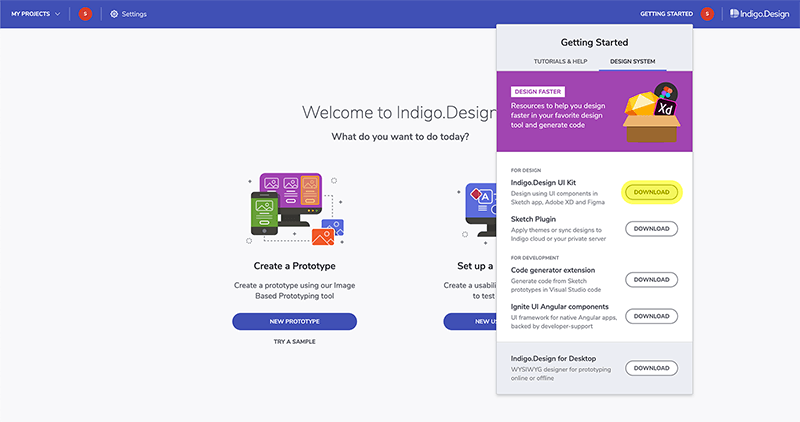 MY PROJECTS
S
Settings
GETTING STARTED
S
Indigo.Design
Welcome to Indigo.Design
What do you want to do today?
Create a Prototype
Create a prototype using our Image
Based Prototyping tool
NEW PROTOTYPE
TRY A SAMPLE
A
Set up a
Create a usabili
to test
NEW US
Getting Started
TUTORIALS & HELP
DESIGN SYSTEM
DESIGN FASTER
Resources to help you design
faster in your favorite design
tool and generate code
Xd
FOR DESIGN
Indigo.Design UI Kit
Design using UI components in
Sketch app, Adobe XD and Figma
DOWNLOAD
Sketch Plugin
Apply themes or sync designs to
Indigo cloud or your private server
DOWNLOAD
FOR DEVELOPMENT
Code generator extension
Generate code from Sketch
prototypes in Visual Studio code
DOWNLOAD
Ignite UI Angular components
UI framework for native Angular apps,
backed by developer-support
DOWNLOAD
Indigo.Design for Desktop
WYSIWYG designer for prototyping
online or offline
DOWNLOAD